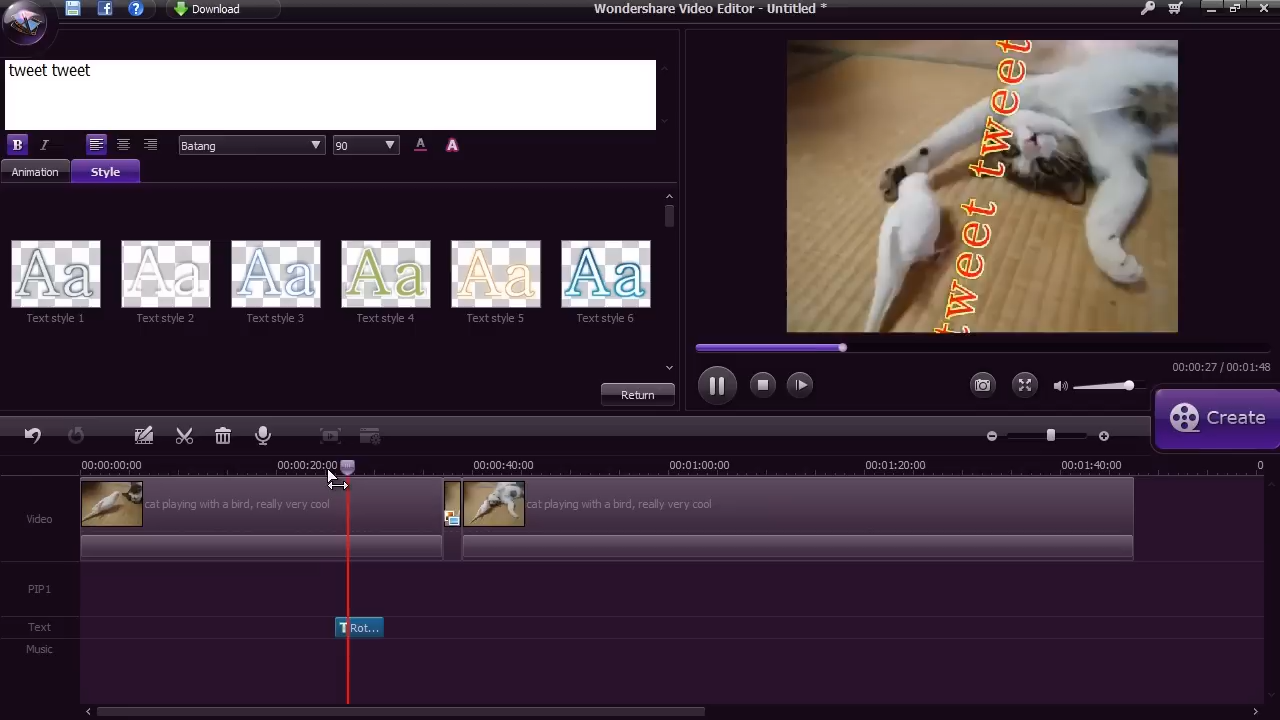 Download
Wondershare Video Editor - Untitled *
tweet tweet
B I
Batang
90
A A
Animation
Style
Aa Aa Aa Aa Aa Aa
Text style 1
Text style 2
Text style 3
Text style 4
Text style 5
Text style 6
Return
tweet tweet
00:00:27 / 00:01:48
Create
00:00:00:00
00:00:20:00
00:00:40:00
00:01:00:00
00:01:20:00
00:01:40:00
0
Video
cat playing with a bird, really very cool
cat playing with a bird, really very cool
PIP1
Text
T Rot...
Music